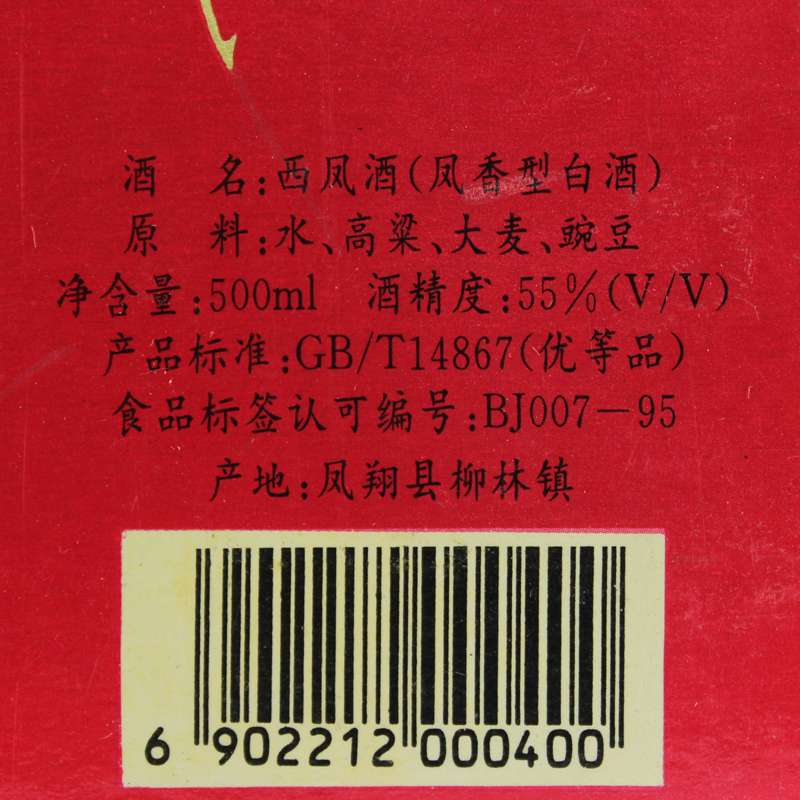 酒 名:西凤酒(凤香型白酒)
原 料:水、高粱、大麦、豌豆
净含量:500ml 酒精度:55%(V/V)
产品标准:GB/T14867(优等品)
食品标签认可编号:BJ007-95
产地:凤翔县柳林镇
6 902212 000400